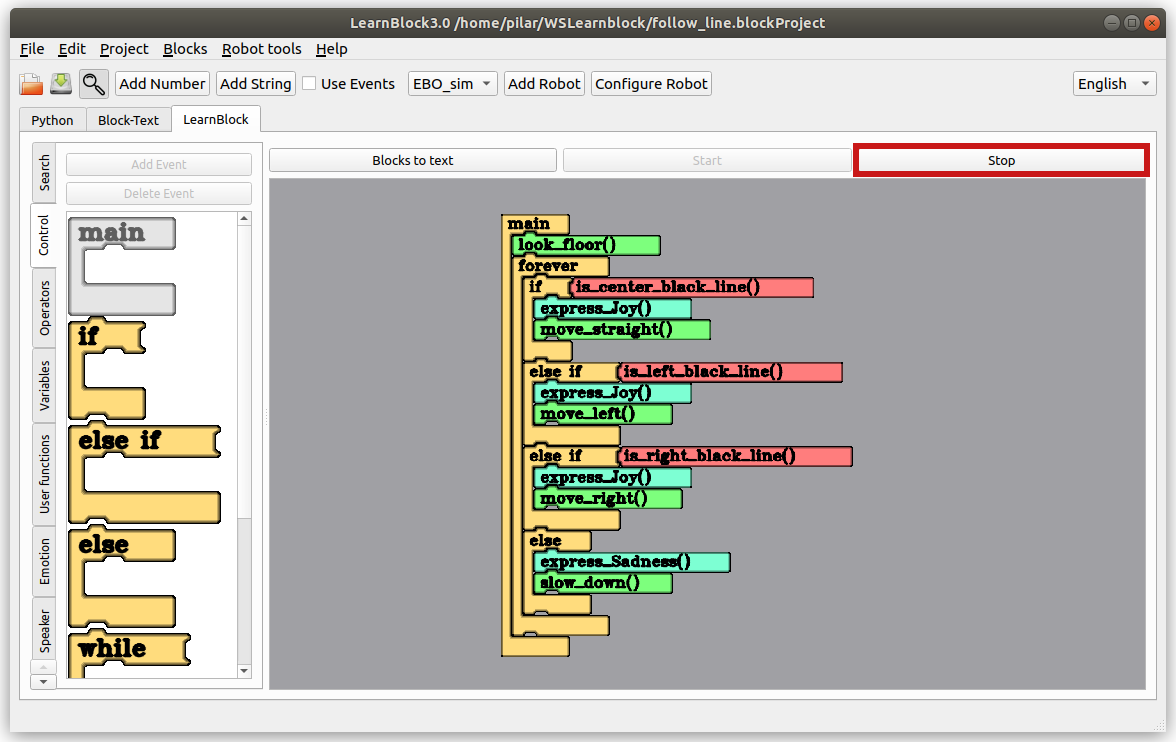 LearnBlock3.0 /home/pilar/WSLearnblock/follow_line.blockProject
File Edit Project Blocks Robot tools Help
Add Number Add String Use Events EBO_sim Add Robot Configure Robot English
Python Block-Text LearnBlock
Search
Control
Operators
Variables
User functions
Emotion
Speaker
Add Event
Delete Event
main
if
else if
else
while
Blocks to text Start Stop
main
look_floor()
forever
if is_center_black_line()
express_Joy()
move_straight()
else if is_left_black_line()
express_Joy()
move_left()
else if is_right_black_line()
express_Joy()
move_right()
else
express_Sadness()
slow_down()